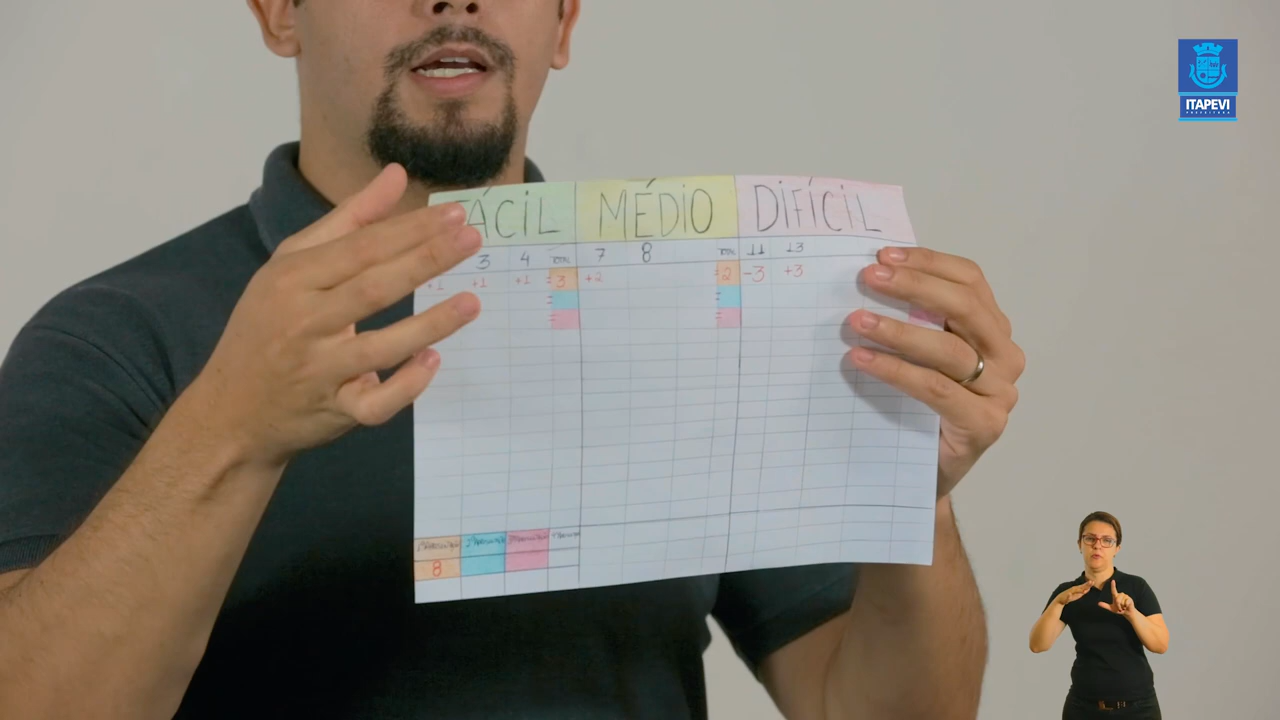 ITAPEVI
PREFEITURA
ÁCIL MÉDIO DIFÍCIL
3 4 7 8 11 13
+1 +1 +1 =3 +2 =2 -3 +3
=
=
=
=
8